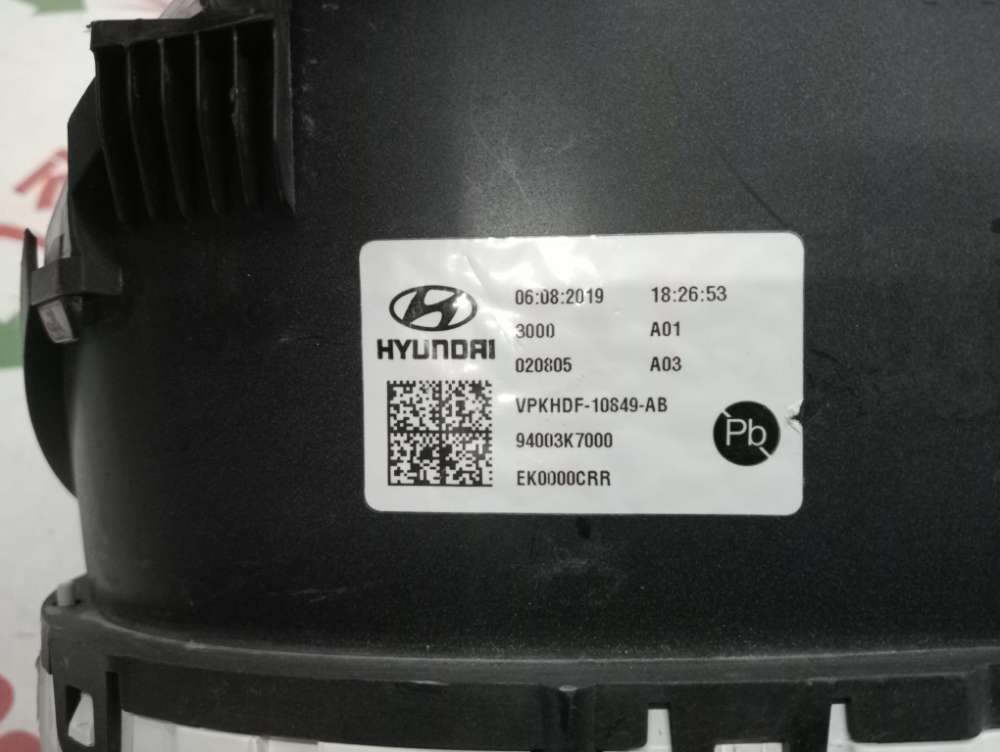 06:08:2019 18:26:53
HYUNDAI
3000 A01
020805 A03
VPKHDF-10849-AB
94003K7000
EK0000CRR
Pb